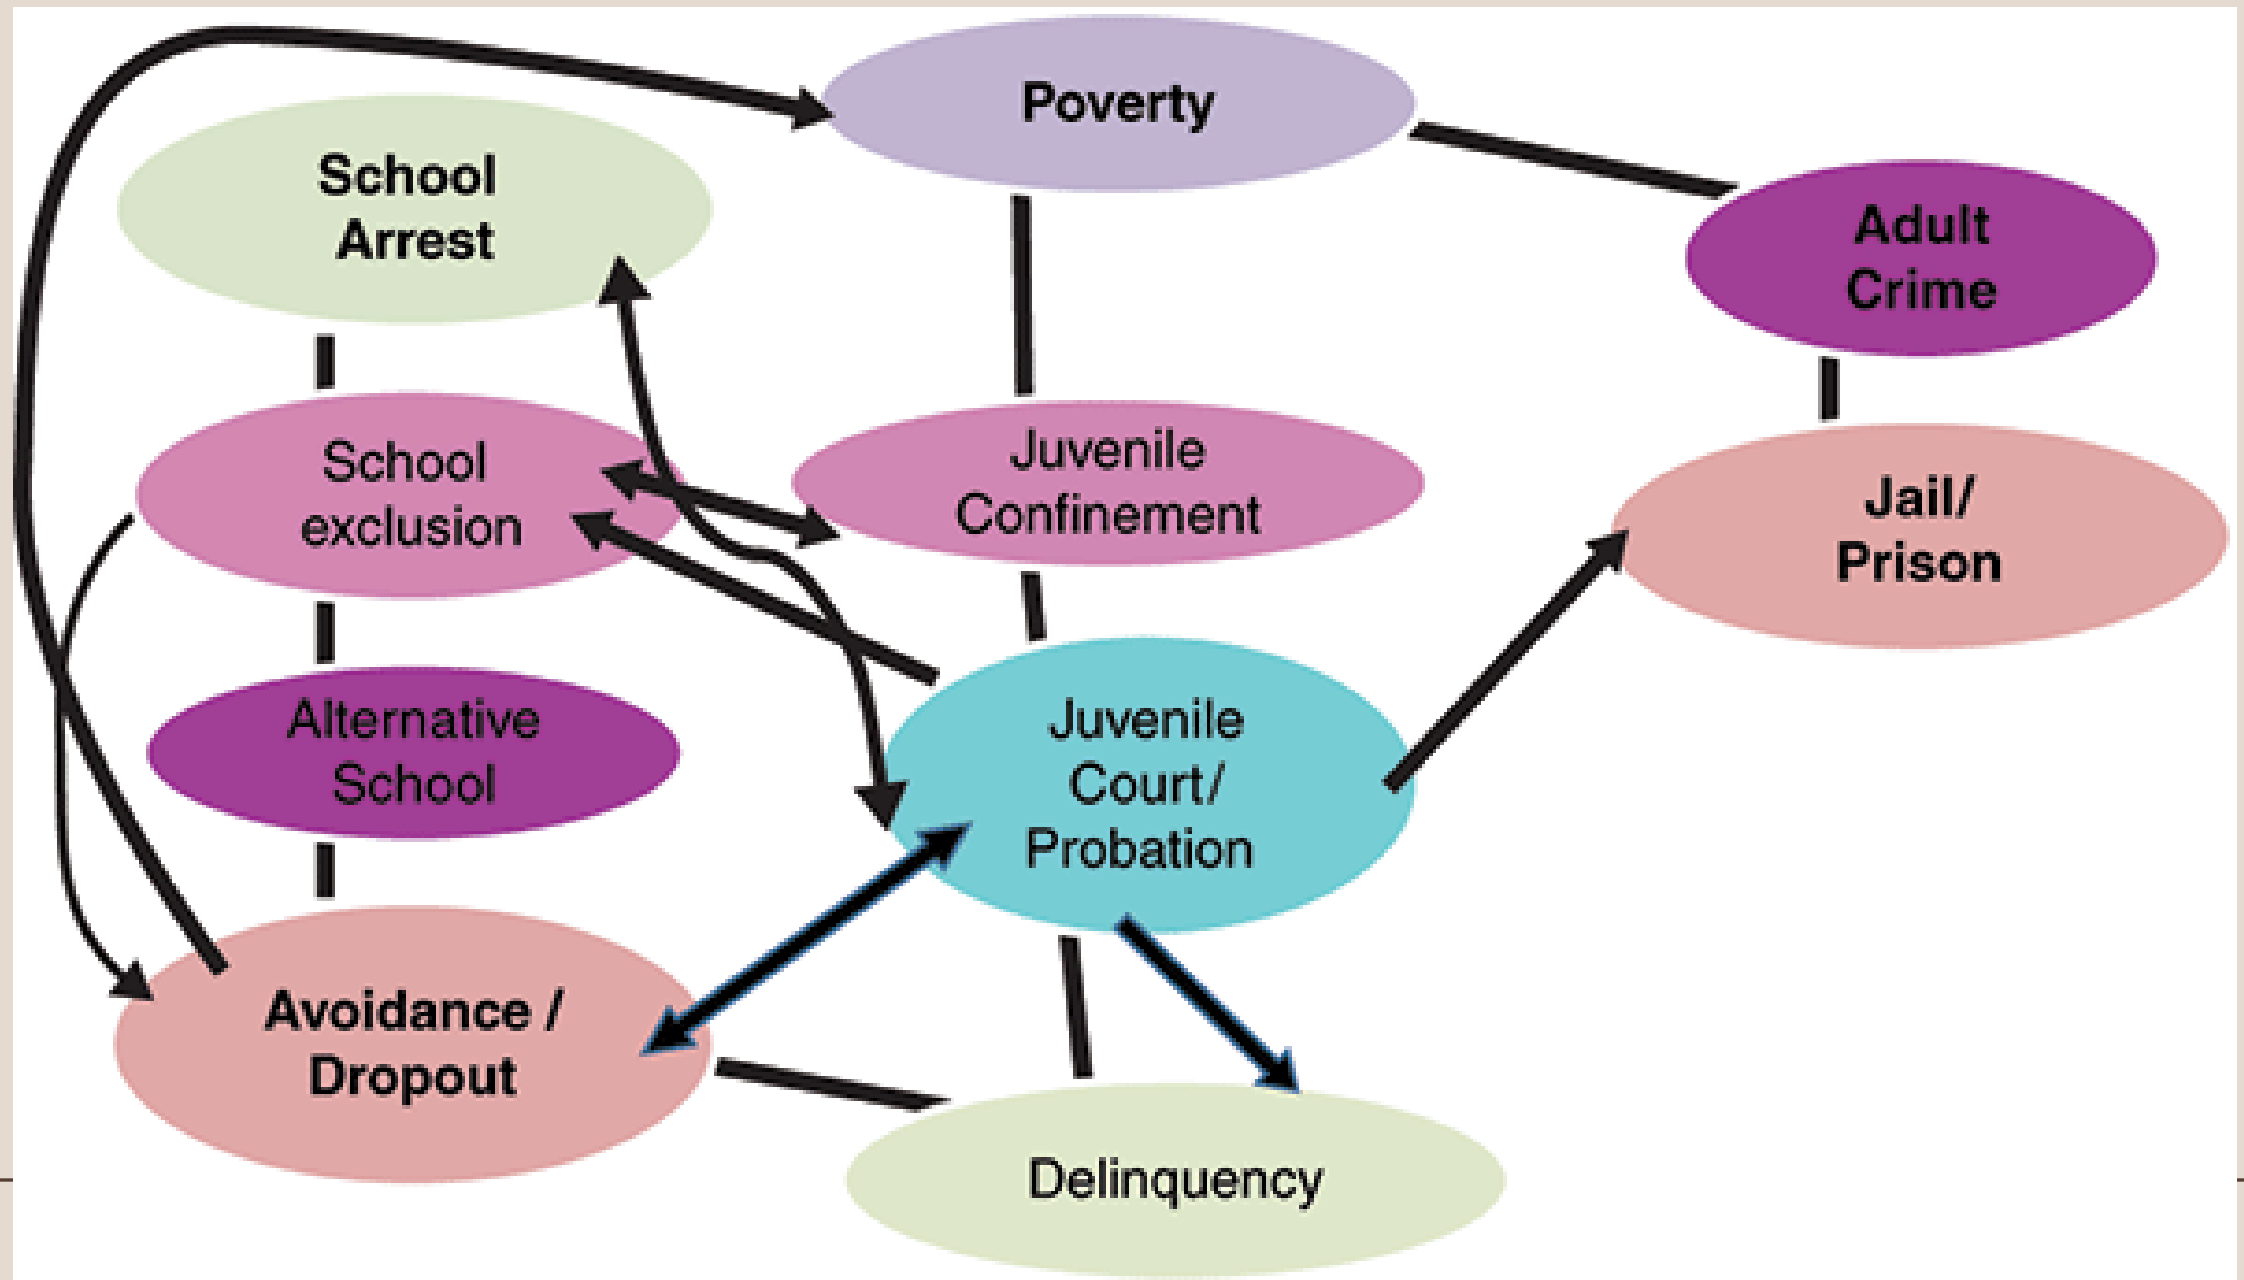 Poverty
School
Arrest
Adult
Crime
School
exclusion
Juvenile
Confinement
Jail/
Prison
Alternative
School
Juvenile
Court/
Probation
Avoidance /
Dropout
Delinquency